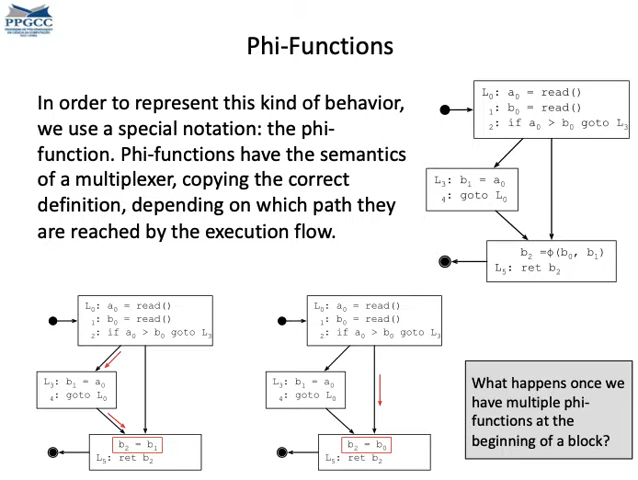 PPGCC
Phi-Functions
In order to represent this kind of behavior,
we use a special notation: the phi-
function. Phi-functions have the semantics
of a multiplexer, copying the correct
definition, depending on which path they
are reached by the execution flow.
L₀: a₀ = read()
₁: b₀ = read()
₂: if a₀ > b₀ goto L₃
L₃: b₁ = a₀
₄: goto L₀
b₂ =ϕ(b₀, b₁)
L₅: ret b₂
L₀: a₀ = read()
₁: b₀ = read()
₂: if a₀ > b₀ goto L₃
L₃: b₁ = a₀
₄: goto L₀
b₂ = b₁
L₅: ret b₂
L₀: a₀ = read()
₁: b₀ = read()
₂: if a₀ > b₀ goto L₃
L₃: b₁ = a₀
₄: goto L₀
b₂ = b₀
L₅: ret b₂
What happens once we
have multiple phi-
functions at the
beginning of a block?